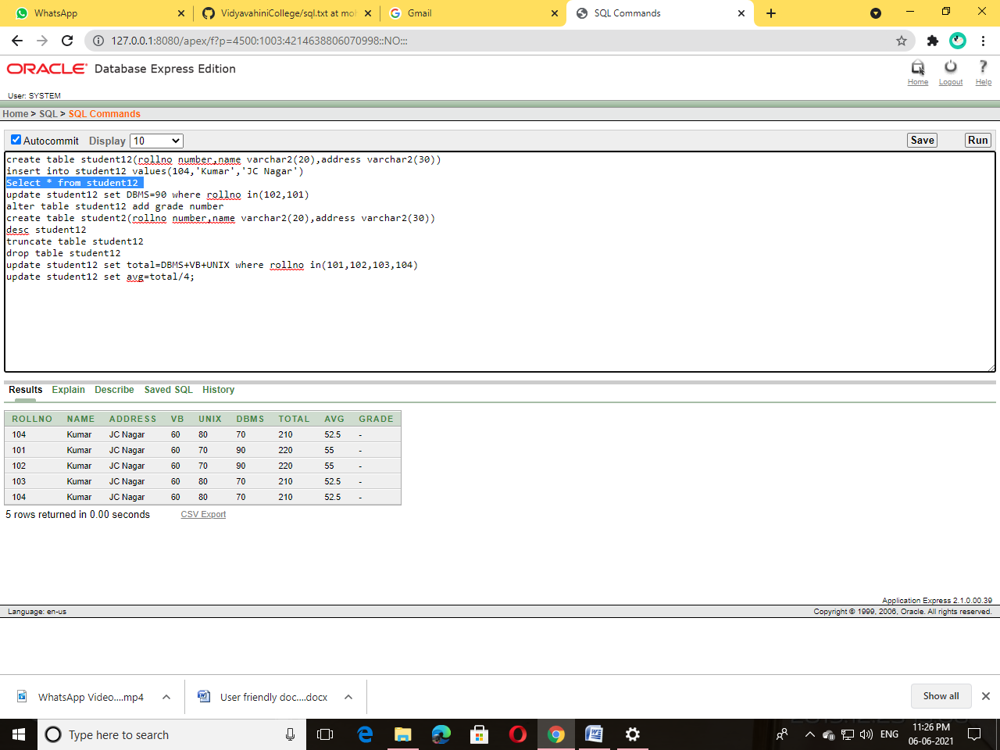 WhatsApp
VidyavahiniCollege/sql.txt at moh
Gmail
SQL Commands
127.0.0.1:8080/apex/f?p=4500:1003:4214638806070998::NO:::
ORACLE Database Express Edition
Home Logout Help
User: SYSTEM
Home > SQL > SQL Commands
Autocommit Display 10 Save Run
create table student12(rollno number,name varchar2(20),address varchar2(30))
insert into student12 values(104,'Kumar','JC Nagar')
Select * from student12
update student12 set DBMS=90 where rollno in(102,101)
alter table student12 add grade number
create table student2(rollno number,name varchar2(20),address varchar2(30))
desc student12
truncate table student12
drop table student12
update student12 set total=DBMS+VB+UNIX where rollno in(101,102,103,104)
update student12 set avg=total/4;
Results Explain Describe Saved SQL History
ROLLNO NAME ADDRESS VB UNIX DBMS TOTAL AVG GRADE
104 Kumar JC Nagar 60 80 70 210 52.5 -
101 Kumar JC Nagar 60 70 90 220 55 -
102 Kumar JC Nagar 60 70 90 220 55 -
103 Kumar JC Nagar 60 80 70 210 52.5 -
104 Kumar JC Nagar 60 80 70 210 52.5 -
5 rows returned in 0.00 seconds CSV Export
Application Express 2.1.0.00.39
Language: en-us Copyright © 1999, 2006, Oracle. All rights reserved.
WhatsApp Video....mp4 User friendly doc....docx Show all
Type here to search ENG 11:26 PM
06-06-2021